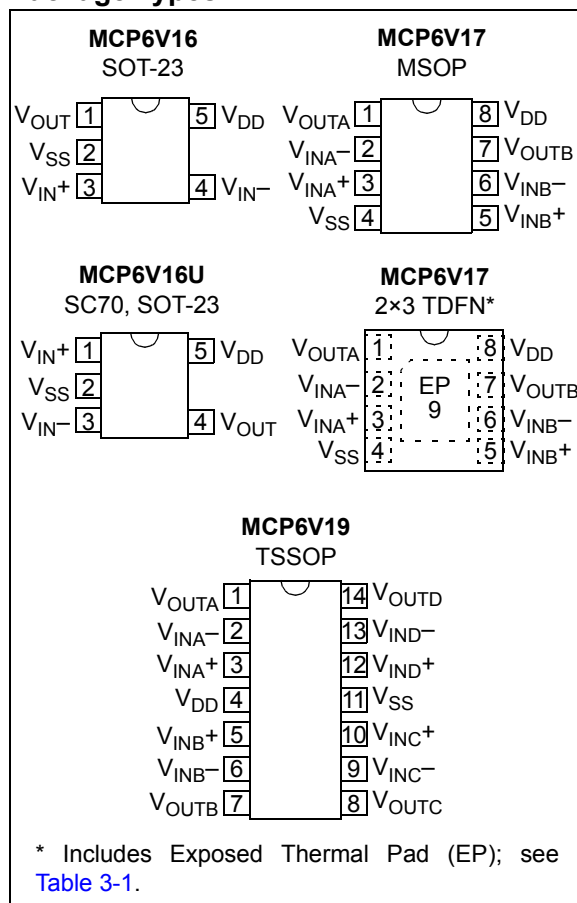 MCP6V16
SOT-23
VOUT 1
5 VDD
VSS 2
VIN+ 3
4 VIN–
MCP6V17
MSOP
VOUTA 1
8 VDD
VINA– 2
7 VOUTB
VINA+ 3
6 VINB–
VSS 4
5 VINB+
MCP6V16U
SC70, SOT-23
VIN+ 1
5 VDD
VSS 2
VIN– 3
4 VOUT
MCP6V17
2×3 TDFN*
VOUTA 1
8 VDD
VINA– 2
EP
7 VOUTB
9
VINA+ 3
6 VINB–
VSS 4
5 VINB+
MCP6V19
TSSOP
VOUTA 1
14 VOUTD
VINA– 2
13 VIND–
VINA+ 3
12 VIND+
VDD 4
11 VSS
VINB+ 5
10 VINC+
VINB– 6
9 VINC–
VOUTB 7
8 VOUTC
* Includes Exposed Thermal Pad (EP); see
Table 3-1.